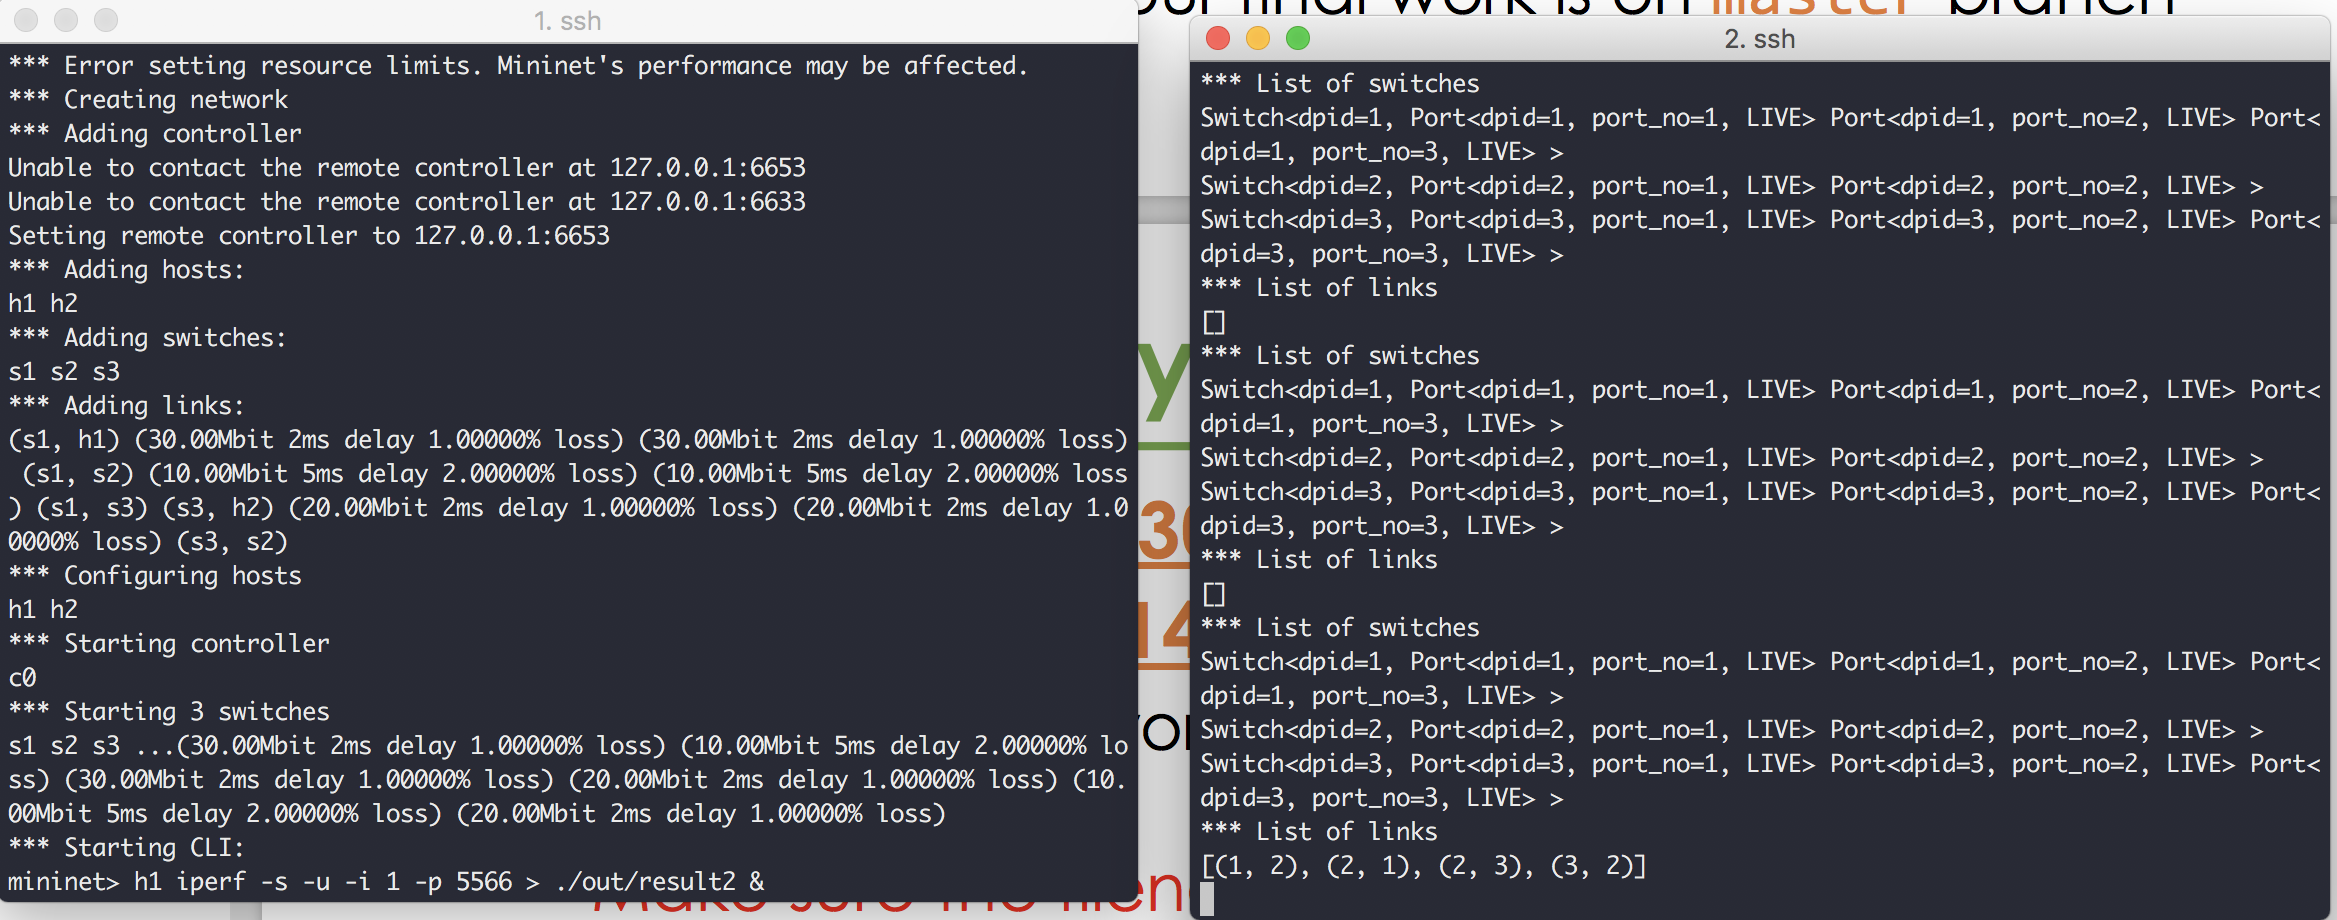 1. ssh
*** Error setting resource limits. Mininet's performance may be affected.
*** Creating network
*** Adding controller
Unable to contact the remote controller at 127.0.0.1:6653
Unable to contact the remote controller at 127.0.0.1:6633
Setting remote controller to 127.0.0.1:6653
*** Adding hosts:
h1 h2
*** Adding switches:
s1 s2 s3
*** Adding links:
(s1, h1) (30.00Mbit 2ms delay 1.00000% loss) (30.00Mbit 2ms delay 1.00000% loss)
(s1, s2) (10.00Mbit 5ms delay 2.00000% loss) (10.00Mbit 5ms delay 2.00000% loss
) (s1, s3) (s3, h2) (20.00Mbit 2ms delay 1.00000% loss) (20.00Mbit 2ms delay 1.0
0000% loss) (s3, s2)
*** Configuring hosts
h1 h2
*** Starting controller
c0
*** Starting 3 switches
s1 s2 s3 ...(30.00Mbit 2ms delay 1.00000% loss) (10.00Mbit 5ms delay 2.00000% lo
ss) (30.00Mbit 2ms delay 1.00000% loss) (20.00Mbit 2ms delay 1.00000% loss) (10.
00Mbit 5ms delay 2.00000% loss) (20.00Mbit 2ms delay 1.00000% loss)
*** Starting CLI:
mininet> h1 iperf -s -u -i 1 -p 5566 > ./out/result2 &
final work is on master branch
2. ssh
*** List of switches
Switch<dpid=1, Port<dpid=1, port_no=1, LIVE> Port<dpid=1, port_no=2, LIVE> Port<
dpid=1, port_no=3, LIVE> >
Switch<dpid=2, Port<dpid=2, port_no=1, LIVE> Port<dpid=2, port_no=2, LIVE> >
Switch<dpid=3, Port<dpid=3, port_no=1, LIVE> Port<dpid=3, port_no=2, LIVE> Port<
dpid=3, port_no=3, LIVE> >
*** List of links
[]
*** List of switches
Switch<dpid=1, Port<dpid=1, port_no=1, LIVE> Port<dpid=1, port_no=2, LIVE> Port<
dpid=1, port_no=3, LIVE> >
Switch<dpid=2, Port<dpid=2, port_no=1, LIVE> Port<dpid=2, port_no=2, LIVE> >
Switch<dpid=3, Port<dpid=3, port_no=1, LIVE> Port<dpid=3, port_no=2, LIVE> Port<
dpid=3, port_no=3, LIVE> >
*** List of links
[]
*** List of switches
Switch<dpid=1, Port<dpid=1, port_no=1, LIVE> Port<dpid=1, port_no=2, LIVE> Port<
dpid=1, port_no=3, LIVE> >
Switch<dpid=2, Port<dpid=2, port_no=1, LIVE> Port<dpid=2, port_no=2, LIVE> >
Switch<dpid=3, Port<dpid=3, port_no=1, LIVE> Port<dpid=3, port_no=2, LIVE> Port<
dpid=3, port_no=3, LIVE> >
*** List of links
[(1, 2), (2, 1), (2, 3), (3, 2)]
Make sure the